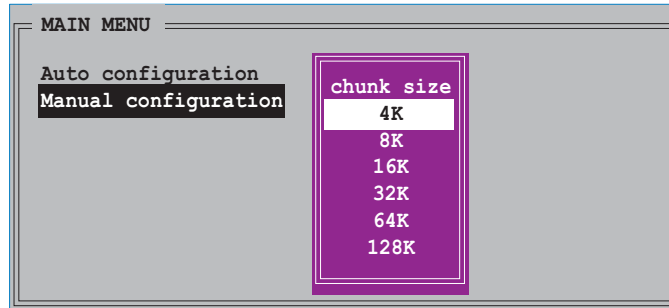 MAIN MENU
Auto configuration
Manual configuration
chunk size
4K
8K
16K
32K
64K
128K